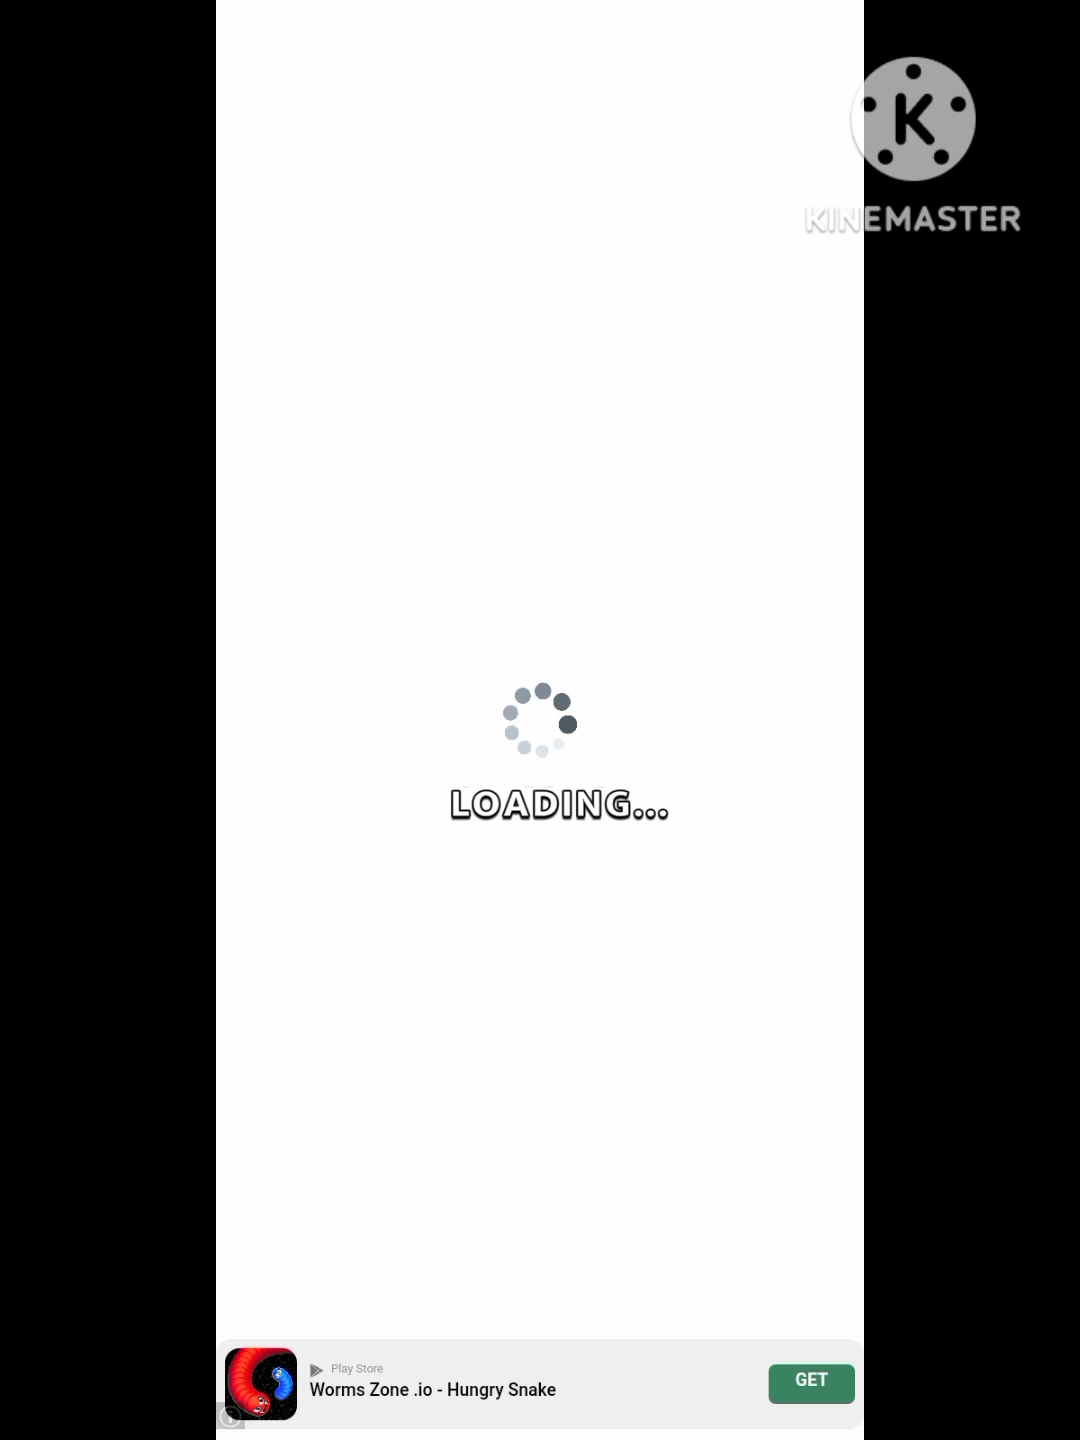 K
KINEMASTER
LOADING...
Play Store
Worms Zone .io - Hungry Snake
GET